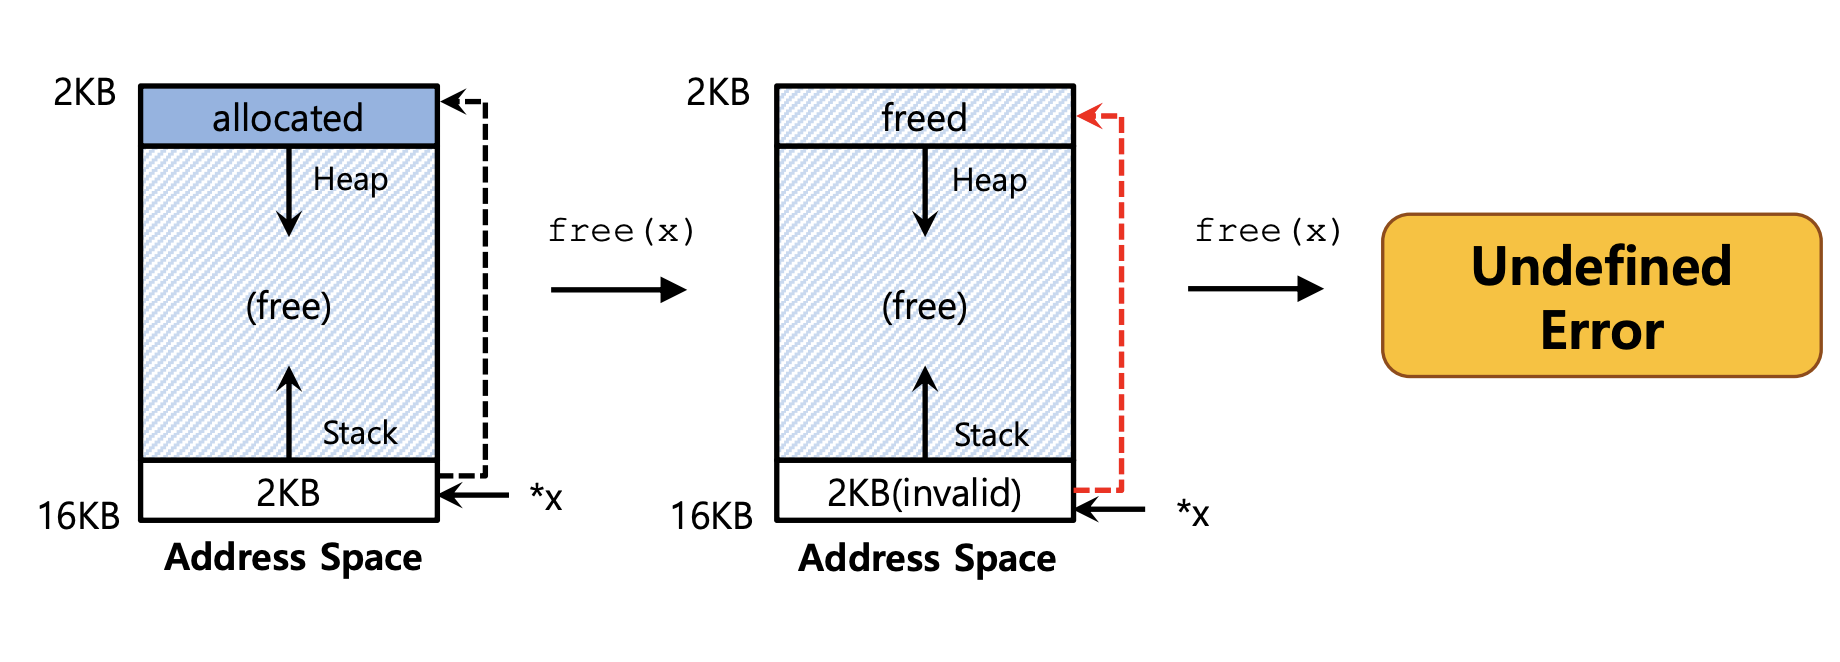 2KB
allocated
Heap
(free)
Stack
2KB
16KB
*x
Address Space
free(x)
2KB
freed
Heap
(free)
Stack
2KB(invalid)
16KB
*x
Address Space
free(x)
Undefined
Error